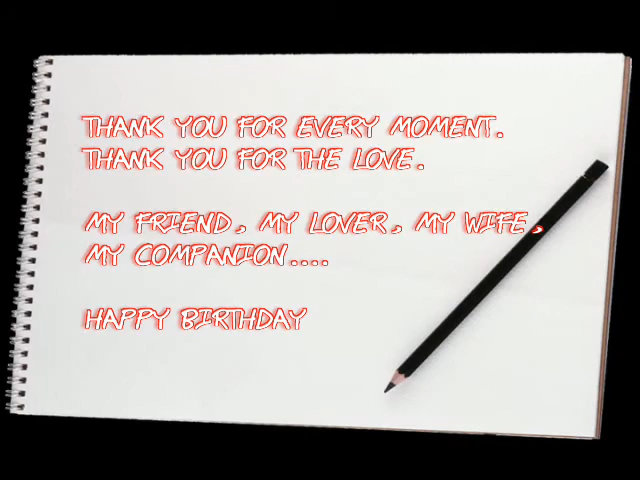 THANK YOU FOR EVERY MOMENT.
THANK YOU FOR THE LOVE.
MY FRIEND, MY LOVER, MY WIFE,
MY COMPANION....
HAPPY BIRTHDAY